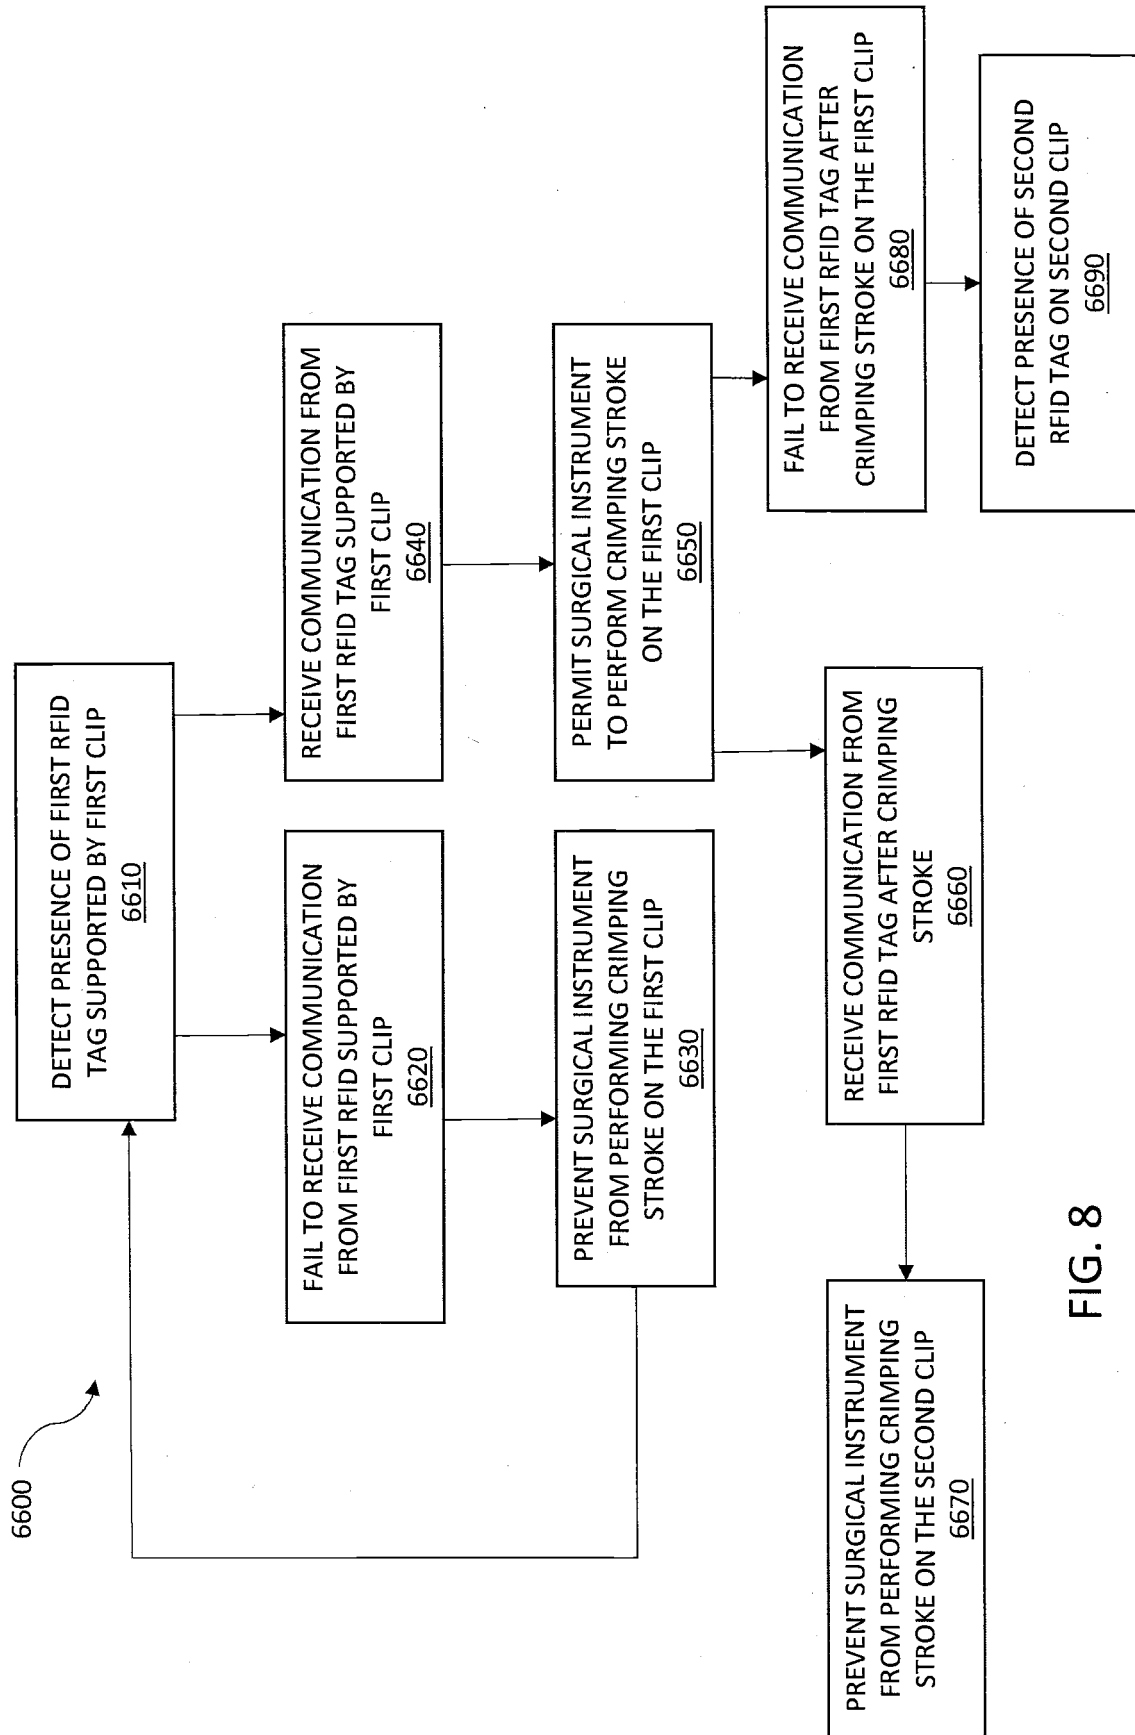 6600
DETECT PRESENCE OF FIRST RFID
TAG SUPPORTED BY FIRST CLIP
6610
FAIL TO RECEIVE COMMUNICATION
FROM FIRST RFID SUPPORTED BY
FIRST CLIP
6620
RECEIVE COMMUNICATION FROM
FIRST RFID TAG SUPPORTED BY
FIRST CLIP
6640
PREVENT SURGICAL INSTRUMENT
FROM PERFORMING CRIMPING
STROKE ON THE FIRST CLIP
6630
PERMIT SURGICAL INSTRUMENT
TO PERFORM CRIMPING STROKE
ON THE FIRST CLIP
6650
PREVENT SURGICAL INSTRUMENT
FROM PERFORMING CRIMPING
STROKE ON THE SECOND CLIP
6670
RECEIVE COMMUNICATION FROM
FIRST RFID TAG AFTER CRIMPING
STROKE
6660
FAIL TO RECEIVE COMMUNICATION
FROM FIRST RFID TAG AFTER
CRIMPING STROKE ON THE FIRST CLIP
6680
DETECT PRESENCE OF SECOND
RFID TAG ON SECOND CLIP
6690
FIG. 8